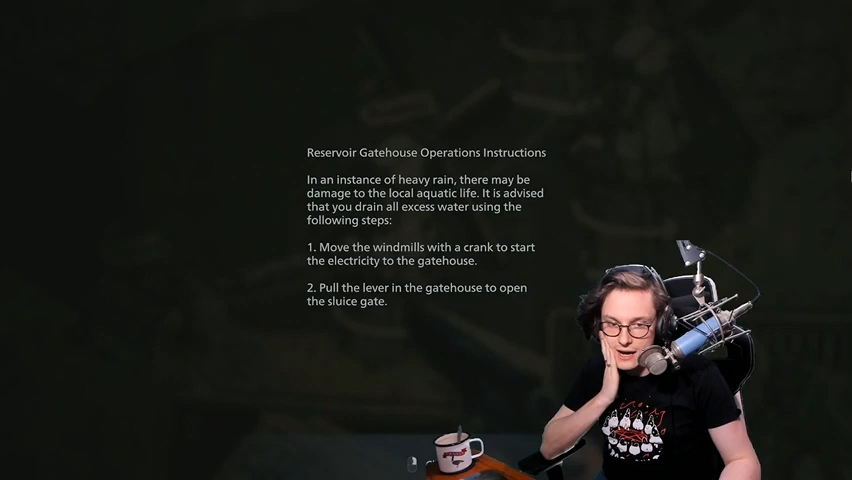 Reservoir Gatehouse Operations Instructions
In an instance of heavy rain, there may be
damage to the local aquatic life. It is advised
that you drain all excess water using the
following steps:
1. Move the windmills with a crank to start
the electricity to the gatehouse.
2. Pull the lever in the gatehouse to open
the sluice gate.